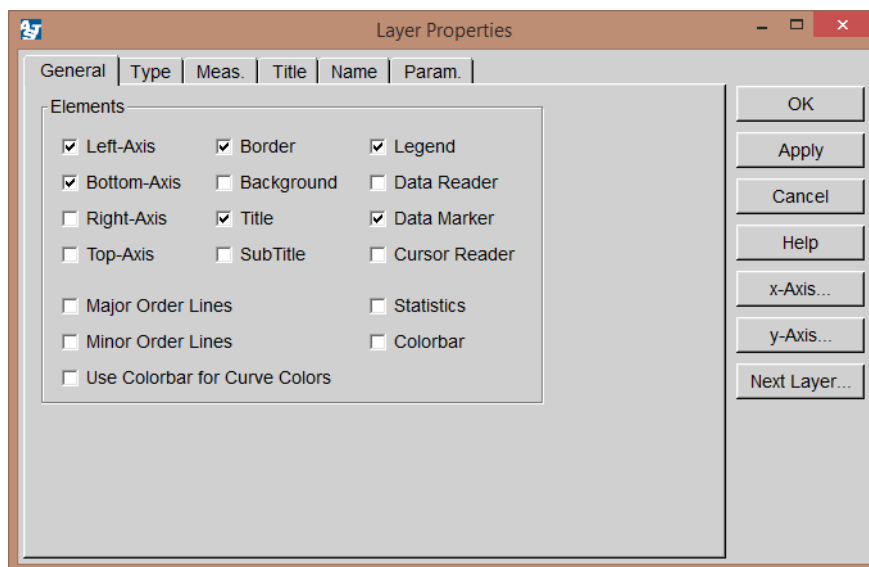 Layer Properties
General Type Meas. Title Name Param.
Elements
Left-Axis Border Legend
Bottom-Axis Background Data Reader
Right-Axis Title Data Marker
Top-Axis SubTitle Cursor Reader
Major Order Lines Statistics
Minor Order Lines Colorbar
Use Colorbar for Curve Colors
OK
Apply
Cancel
Help
x-Axis...
y-Axis...
Next Layer...